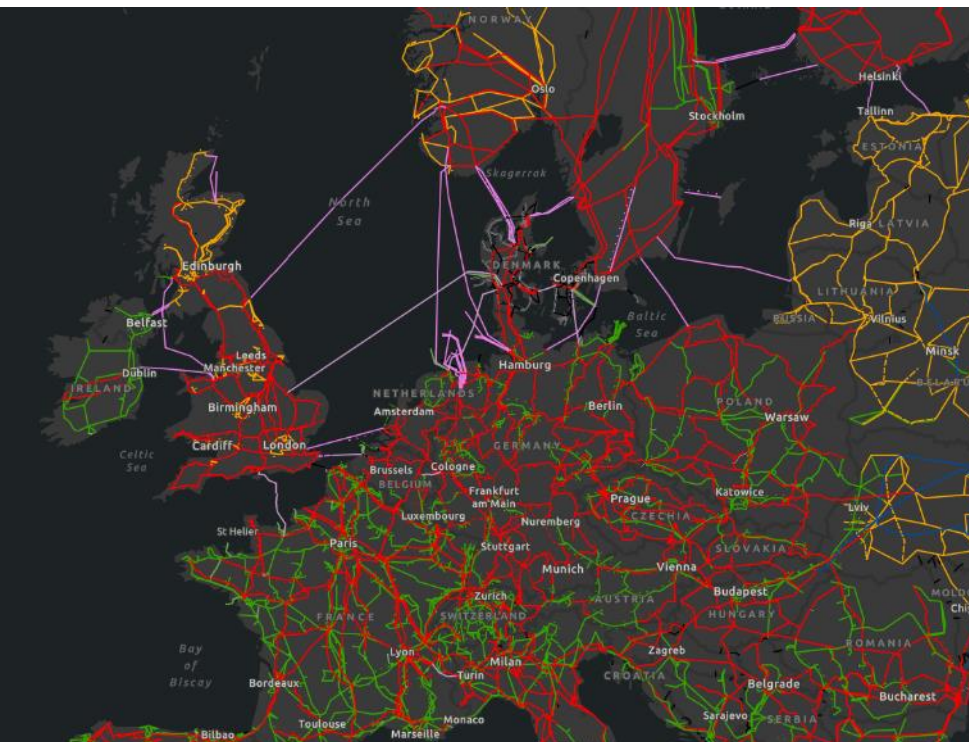 NORWAY
Oslo
Helsinki
Stockholm
Tallinn
ESTONIA
Skagerrak
North
Sea
Riga
LATVIA
Edinburgh
DENMARK
Copenhagen
LITHUANIA
Baltic
Sea
RUSSIA
Vilnius
Belfast
Minsk
Leeds
Manchester
Dublin
Hamburg
IRELAND
NETHERLANDS
Birmingham
Amsterdam
Berlin
POLAND
Warsaw
Celtic
Sea
Cardiff
London
GERMANY
Brussels
Cologne
BELGIUM
Frankfurt
am Main
Prague
Katowice
Lviv
Luxembourg
CZECHIA
Nuremberg
St Helier
Paris
Stuttgart
SLOVAKIA
Munich
Vienna
Budapest
Zurich
AUSTRIA
MOLD
Chi
FRANCE
SWITZERLAND
HUNGARY
Bay
of
Biscay
Lyon
Milan
Turin
Zagreb
CROATIA
ROMANIA
Bordeaux
Belgrade
Bucharest
Toulouse
Monaco
Marseille
Sarajevo
SERBIA
Bilbao